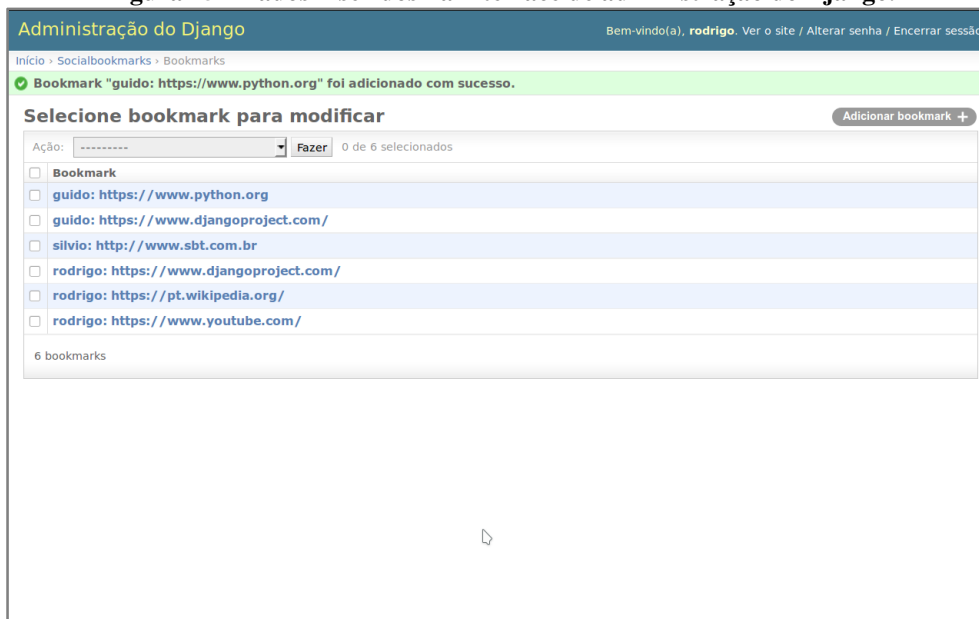 Administração do Django
Bem-vindo(a), rodrigo. Ver o site / Alterar senha / Encerrar sessão
Início › Socialbookmarks › Bookmarks
Bookmark "guido: https://www.python.org" foi adicionado com sucesso.
Selecione bookmark para modificar
Adicionar bookmark +
Ação: --------- Fazer 0 de 6 selecionados
Bookmark
guido: https://www.python.org
guido: https://www.djangoproject.com/
silvio: http://www.sbt.com.br
rodrigo: https://www.djangoproject.com/
rodrigo: https://pt.wikipedia.org/
rodrigo: https://www.youtube.com/
6 bookmarks